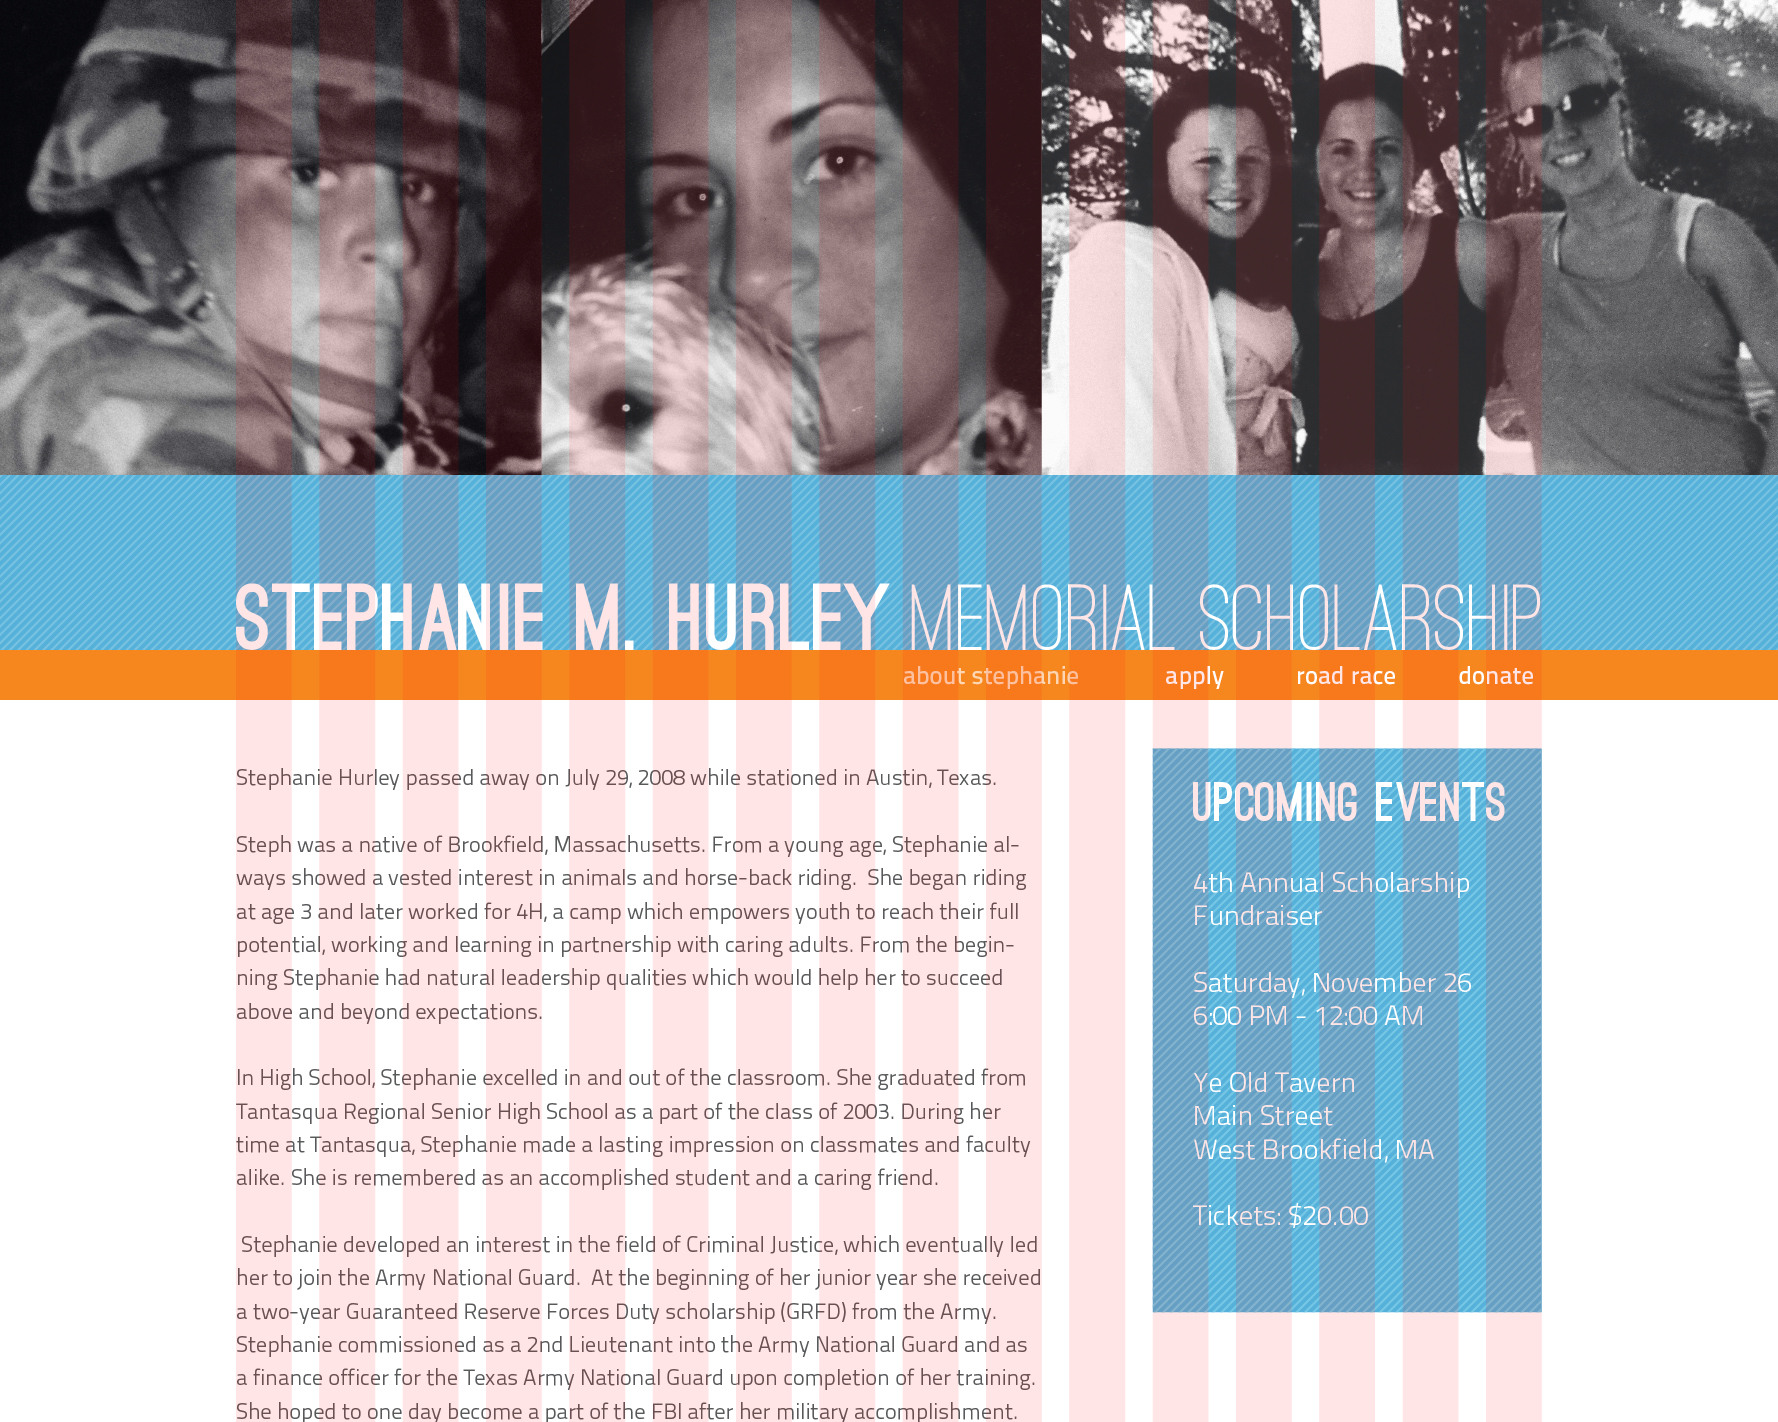 STEPHANIE M. HURLEY MEMORIAL SCHOLARSHIP
about stephanie apply road race donate
Stephanie Hurley passed away on July 29, 2008 while stationed in Austin, Texas.
Steph was a native of Brookfield, Massachusetts. From a young age, Stephanie al-
ways showed a vested interest in animals and horse-back riding.  She began riding
at age 3 and later worked for 4H, a camp which empowers youth to reach their full
potential, working and learning in partnership with caring adults. From the begin-
ning Stephanie had natural leadership qualities which would help her to succeed
above and beyond expectations.
In High School, Stephanie excelled in and out of the classroom. She graduated from
Tantasqua Regional Senior High School as a part of the class of 2003. During her
time at Tantasqua, Stephanie made a lasting impression on classmates and faculty
alike. She is remembered as an accomplished student and a caring friend.
Stephanie developed an interest in the field of Criminal Justice, which eventually led
her to join the Army National Guard.  At the beginning of her junior year she received
a two-year Guaranteed Reserve Forces Duty scholarship (GRFD) from the Army.
Stephanie commissioned as a 2nd Lieutenant into the Army National Guard and as
a finance officer for the Texas Army National Guard upon completion of her training.
She hoped to one day become a part of the FBI after her military accomplishment.
UPCOMING EVENTS
4th Annual Scholarship
Fundraiser
Saturday, November 26
6:00 PM - 12:00 AM
Ye Old Tavern
Main Street
West Brookfield, MA
Tickets: $20.00